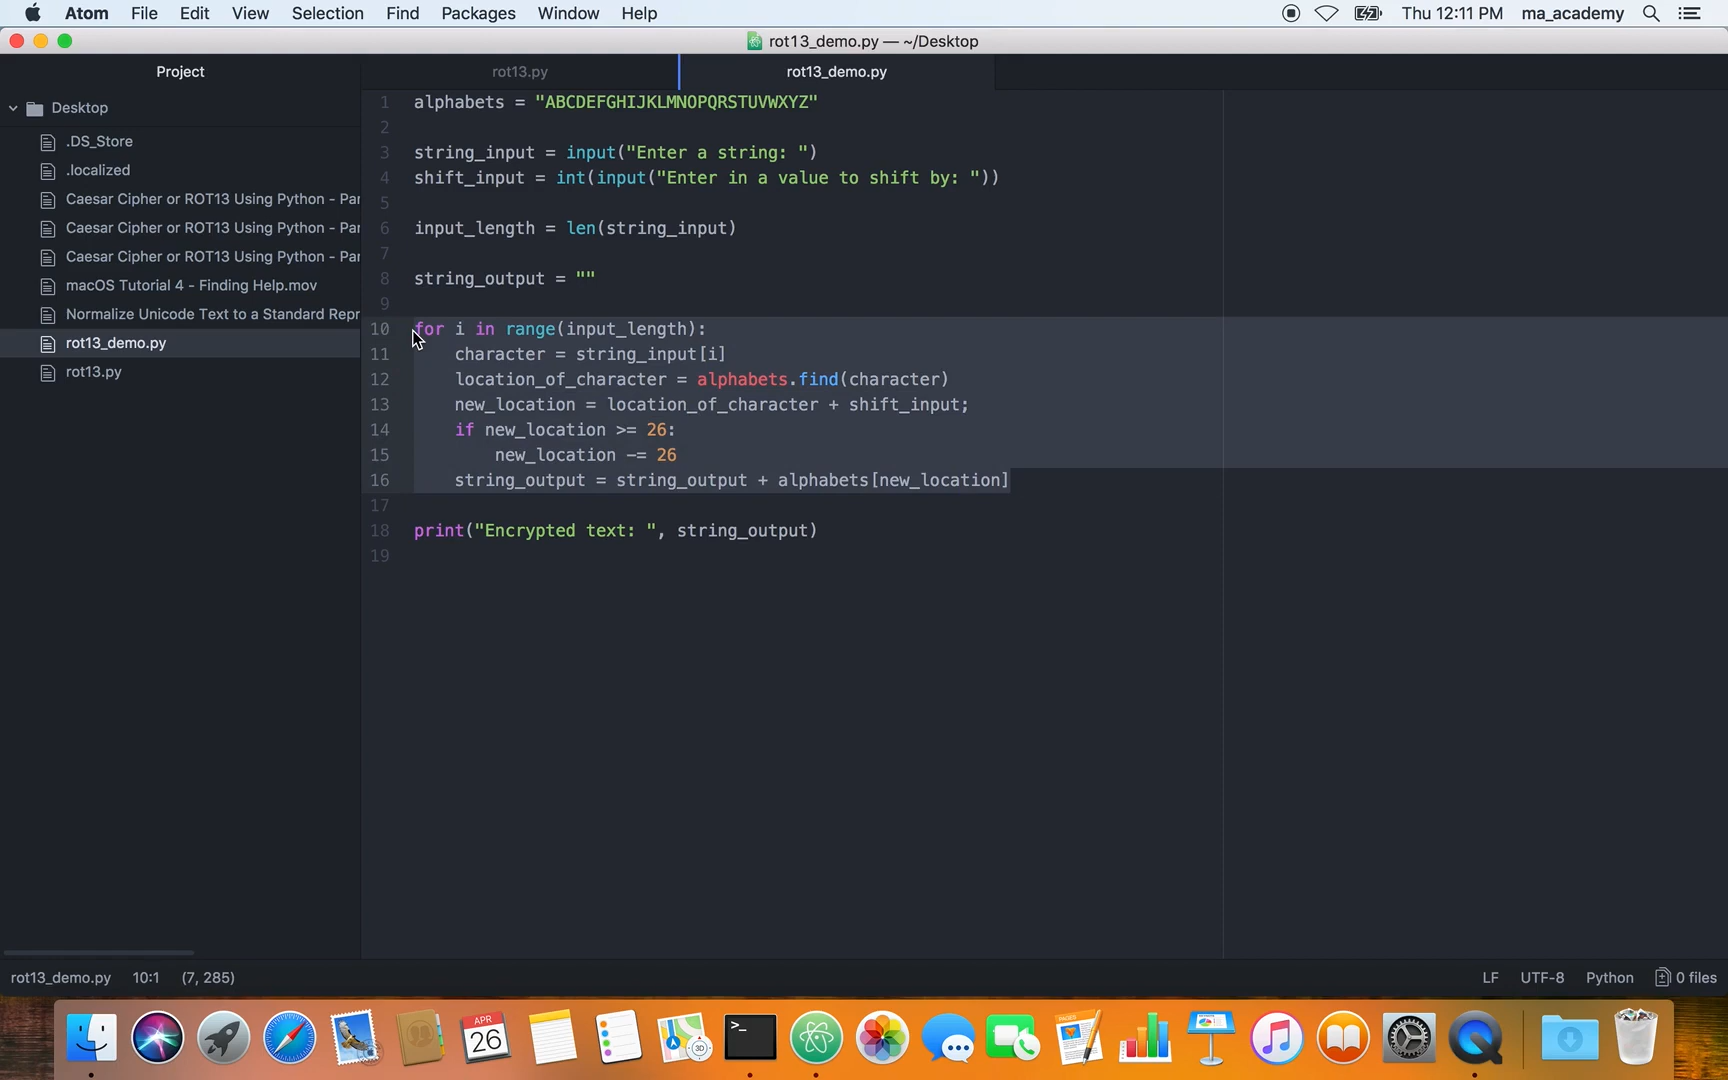 Atom File Edit View Selection Find Packages Window Help Thu 12:11 PM ma_academy
rot13_demo.py — ~/Desktop
Project rot13.py rot13_demo.py
Desktop
.DS_Store
.localized
Caesar Cipher or ROT13 Using Python - Par
Caesar Cipher or ROT13 Using Python - Par
Caesar Cipher or ROT13 Using Python - Par
macOS Tutorial 4 - Finding Help.mov
Normalize Unicode Text to a Standard Repr
rot13_demo.py
rot13.py
1 alphabets = "ABCDEFGHIJKLMNOPQRSTUVWXYZ"
2
3 string_input = input("Enter a string: ")
4 shift_input = int(input("Enter in a value to shift by: "))
5
6 input_length = len(string_input)
7
8 string_output = ""
9
10 for i in range(input_length):
11 character = string_input[i]
12 location_of_character = alphabets.find(character)
13 new_location = location_of_character + shift_input;
14 if new_location >= 26:
15 new_location -= 26
16 string_output = string_output + alphabets[new_location]
17
18 print("Encrypted text: ", string_output)
19
rot13_demo.py 10:1 (7, 285) LF UTF-8 Python 0 files
APR
26
3D
>_